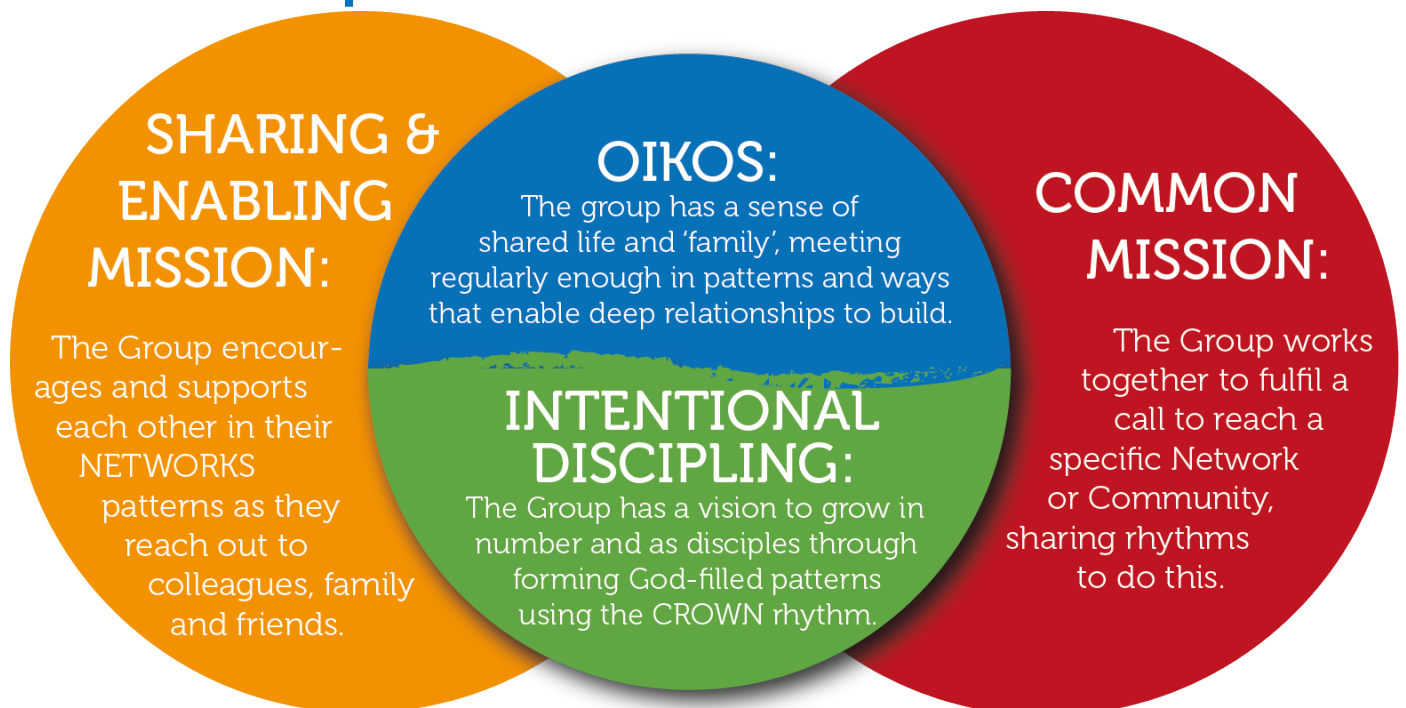 SHARING &
ENABLING
MISSION:
The Group encour-
ages and supports
each other in their
NETWORKS
patterns as they
reach out to
colleagues, family
and friends.
OIKOS:
The group has a sense of
shared life and ‘family’, meeting
regularly enough in patterns and ways
that enable deep relationships to build.
INTENTIONAL
DISCIPLING:
The Group has a vision to grow in
number and as disciples through
forming God-filled patterns
using the CROWN rhythm.
COMMON
MISSION:
The Group works
together to fulfil a
call to reach a
specific Network
or Community,
sharing rhythms
to do this.